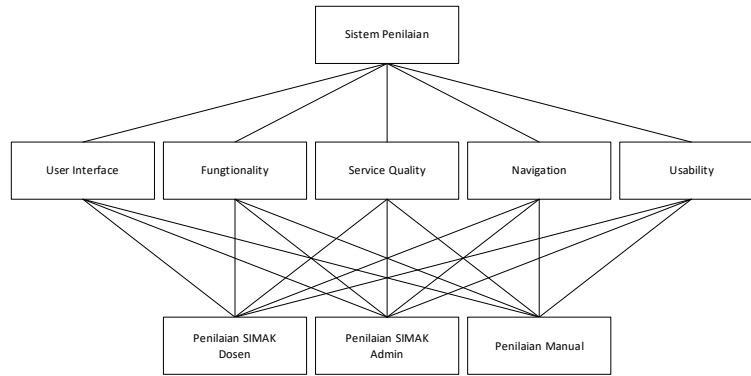 Sistem Penilaian
User Interface
Fungtionality
Service Quality
Navigation
Usability
Penilaian SIMAK
Dosen
Penilaian SIMAK
Admin
Penilaian Manual